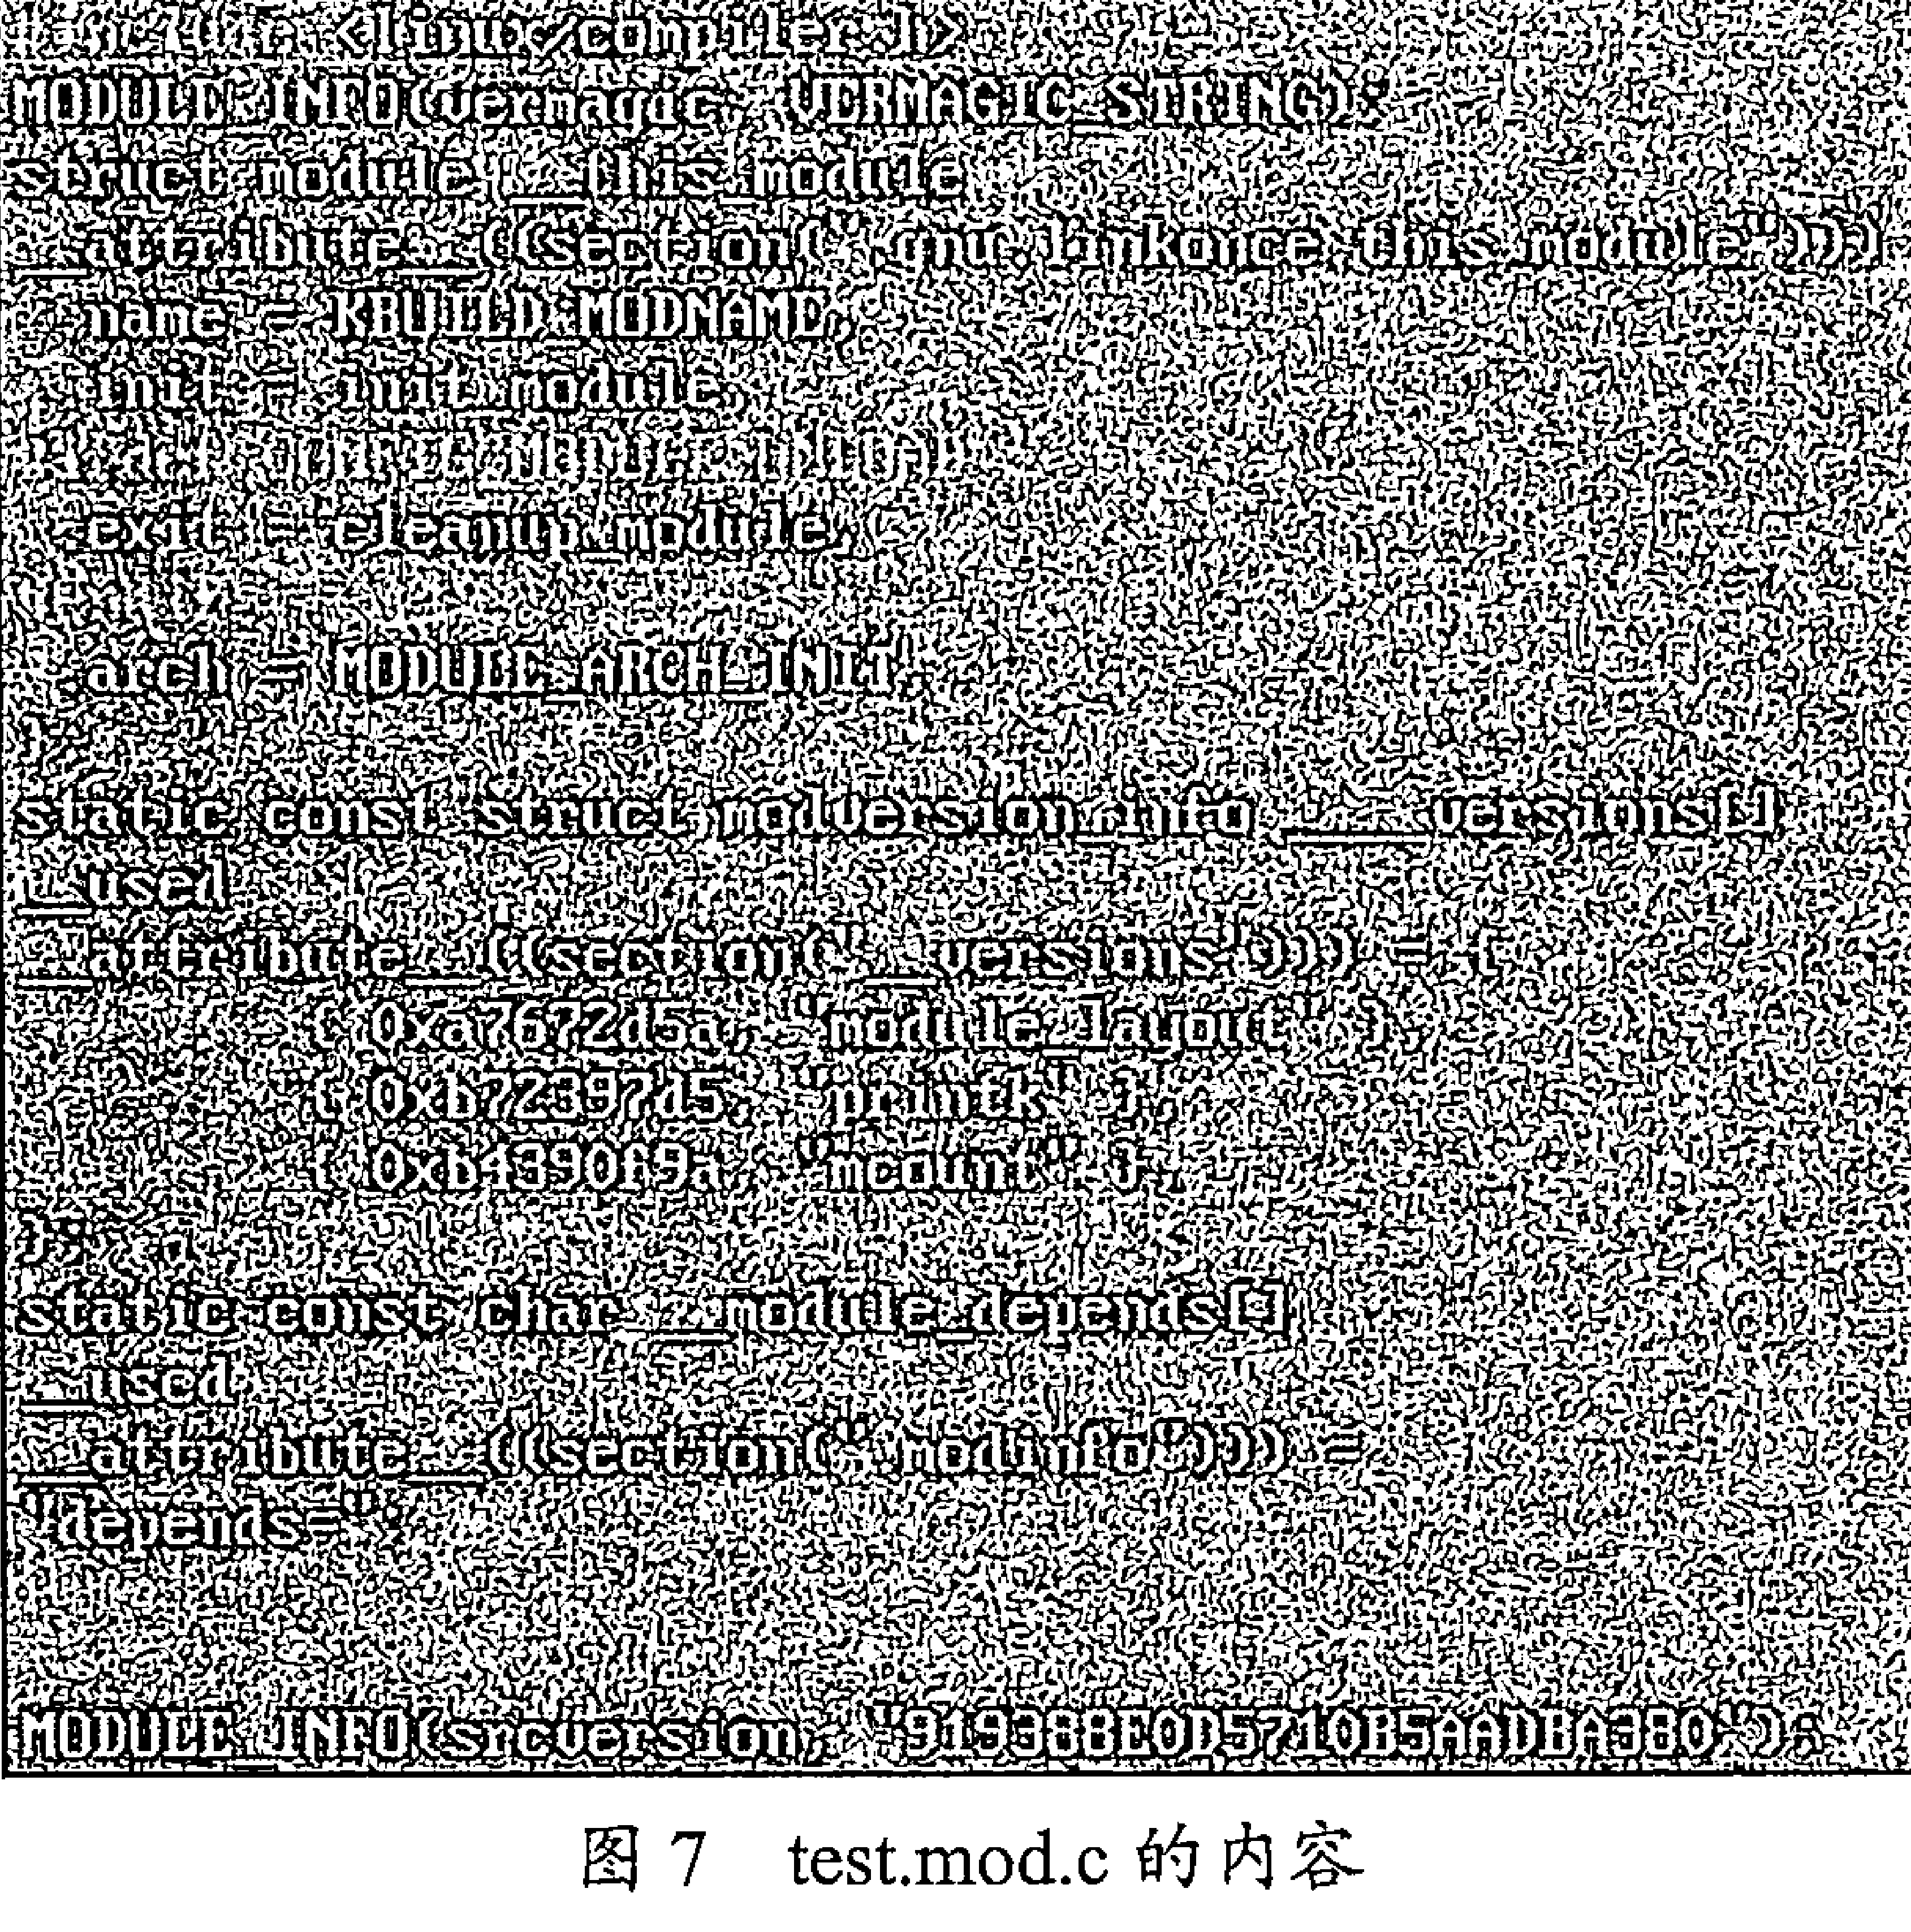 #include <linux/compiler.h>
MODULE_INFO(vermagic, VERMAGIC_STRING);
struct module __this_module
__attribute__((section(".gnu.linkonce.this_module")))
.name = KBUILD_MODNAME,
.init = init_module,
.exit = cleanup_module,
.arch = MODULE_ARCH_INIT,
};
static const struct modversion_info ____versions[]
__used
__attribute__((section("__versions"))) = {
{ 0xa7672d5a, "module_layout" },
{ 0xb72397d5, "printk" },
{ 0xb4390f9a, "mcount" },
};
static const char __module_depends[]
__used
__attribute__((section(".modinfo"))) =
"depends=";
MODULE_INFO(srcversion, "919388E0D5710B5AADBA380");
图 7 test.mod.c 的内容